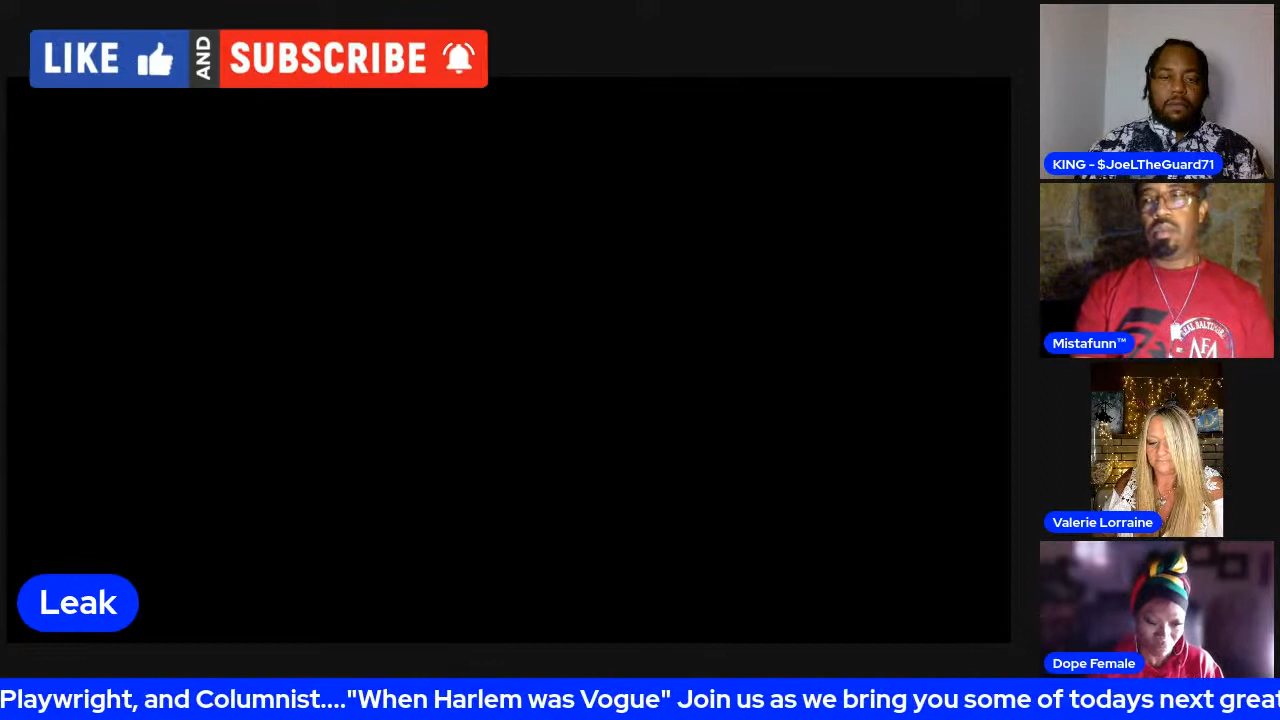 LIKE AND SUBSCRIBE
KING - $JoeLTheGuard71
Mistafunn™
Valerie Lorraine
Leak
Dope Female
Playwright, and Columnist...."When Harlem was Vogue" Join us as we bring you some of todays next great